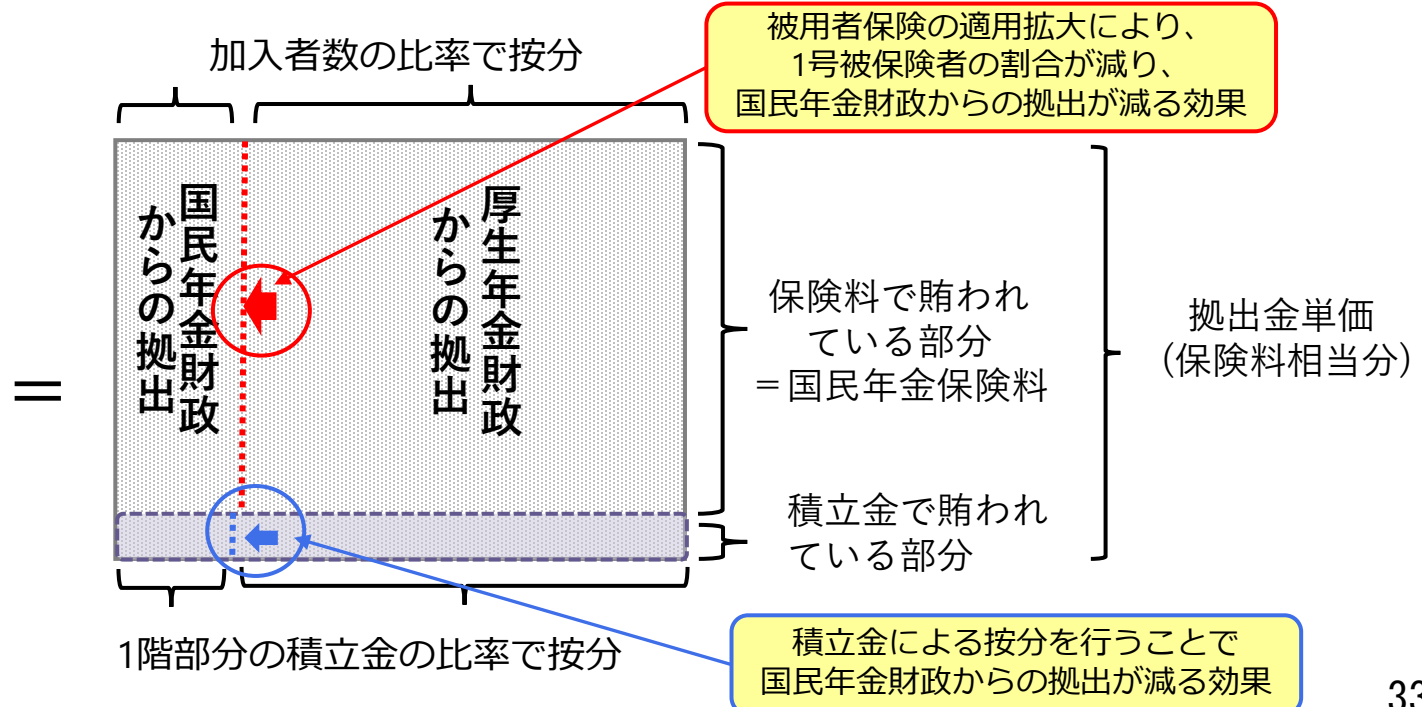 加入者数の比率で按分
被用者保険の適用拡大により、
1号被保険者の割合が減り、
国民年金財政からの拠出が減る効果
国民年金財政
からの拠出
厚生年金財政
からの拠出
＝
保険料で賄われ
ている部分
＝国民年金保険料
拠出金単価
(保険料相当分)
積立金で賄われ
ている部分
1階部分の積立金の比率で按分
積立金による按分を行うことで
国民年金財政からの拠出が減る効果
33